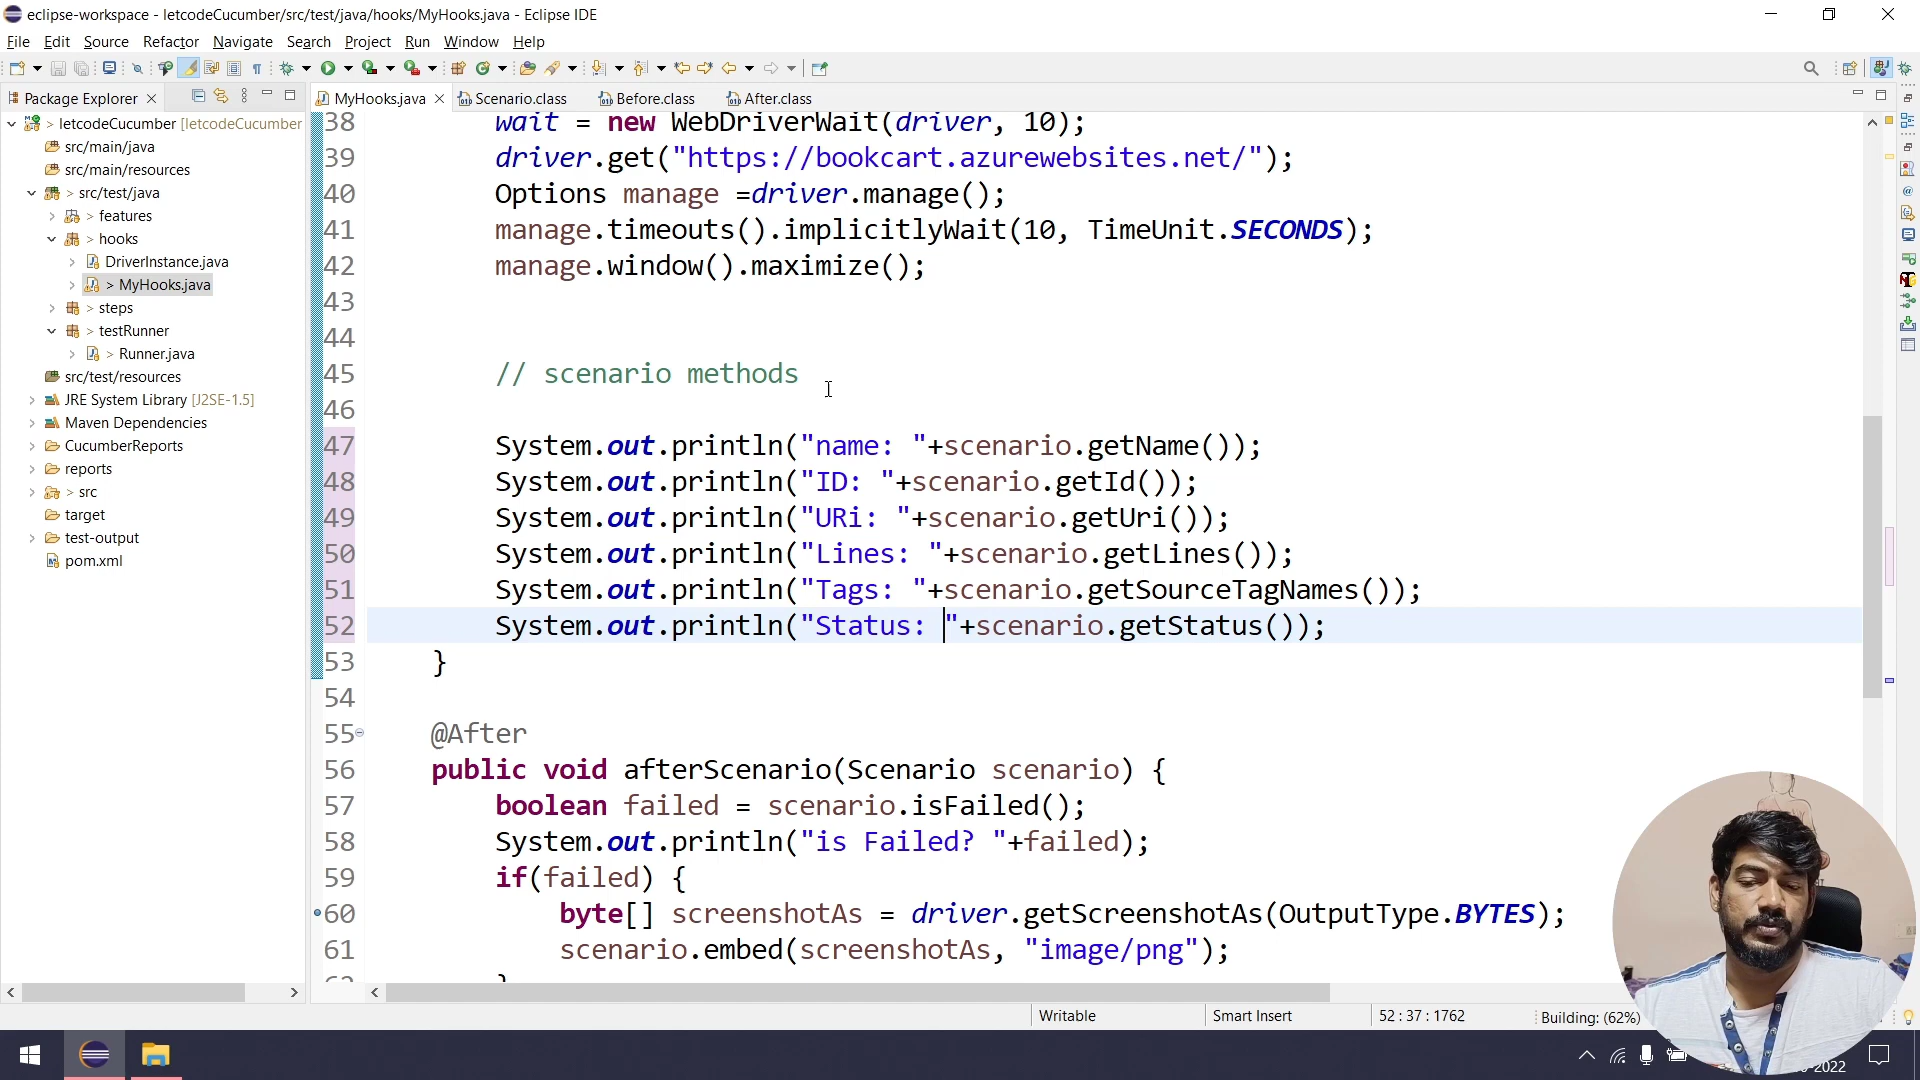 eclipse-workspace - letcodeCucumber/src/test/java/hooks/MyHooks.java - Eclipse IDE
File Edit Source Refactor Navigate Search Project Run Window Help
Package Explorer
MyHooks.java Scenario.class Before.class After.class
> letcodeCucumber [letcodeCucumber
src/main/java
src/main/resources
> src/test/java
> features
> hooks
DriverInstance.java
> MyHooks.java
> steps
> testRunner
> Runner.java
src/test/resources
JRE System Library [J2SE-1.5]
Maven Dependencies
CucumberReports
reports
> src
target
test-output
pom.xml
38 wait = new WebDriverWait(driver, 10);
39 driver.get("https://bookcart.azurewebsites.net/");
40 Options manage =driver.manage();
41 manage.timeouts().implicitlyWait(10, TimeUnit.SECONDS);
42 manage.window().maximize();
43
44
45 // scenario methods
46
47 System.out.println("name: "+scenario.getName());
48 System.out.println("ID: "+scenario.getId());
49 System.out.println("URi: "+scenario.getUri());
50 System.out.println("Lines: "+scenario.getLines());
51 System.out.println("Tags: "+scenario.getSourceTagNames());
52 System.out.println("Status: "+scenario.getStatus());
53 }
54
55 @After
56 public void afterScenario(Scenario scenario) {
57 boolean failed = scenario.isFailed();
58 System.out.println("is Failed? "+failed);
59 if(failed) {
60 byte[] screenshotAs = driver.getScreenshotAs(OutputType.BYTES);
61 scenario.embed(screenshotAs, "image/png");
Writable Smart Insert 52 : 37 : 1762 Building: (62%)
-2022